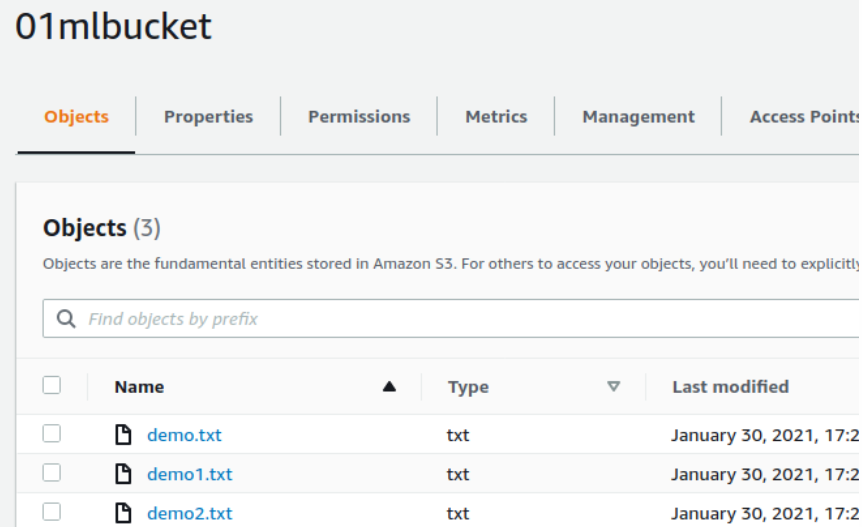 01mlbucket
Objects Properties Permissions Metrics Management Access Points
Objects (3)
Objects are the fundamental entities stored in Amazon S3. For others to access your objects, you'll need to explicitly
Find objects by prefix
Name Type Last modified
demo.txt txt January 30, 2021, 17:2
demo1.txt txt January 30, 2021, 17:2
demo2.txt txt January 30, 2021, 17:2